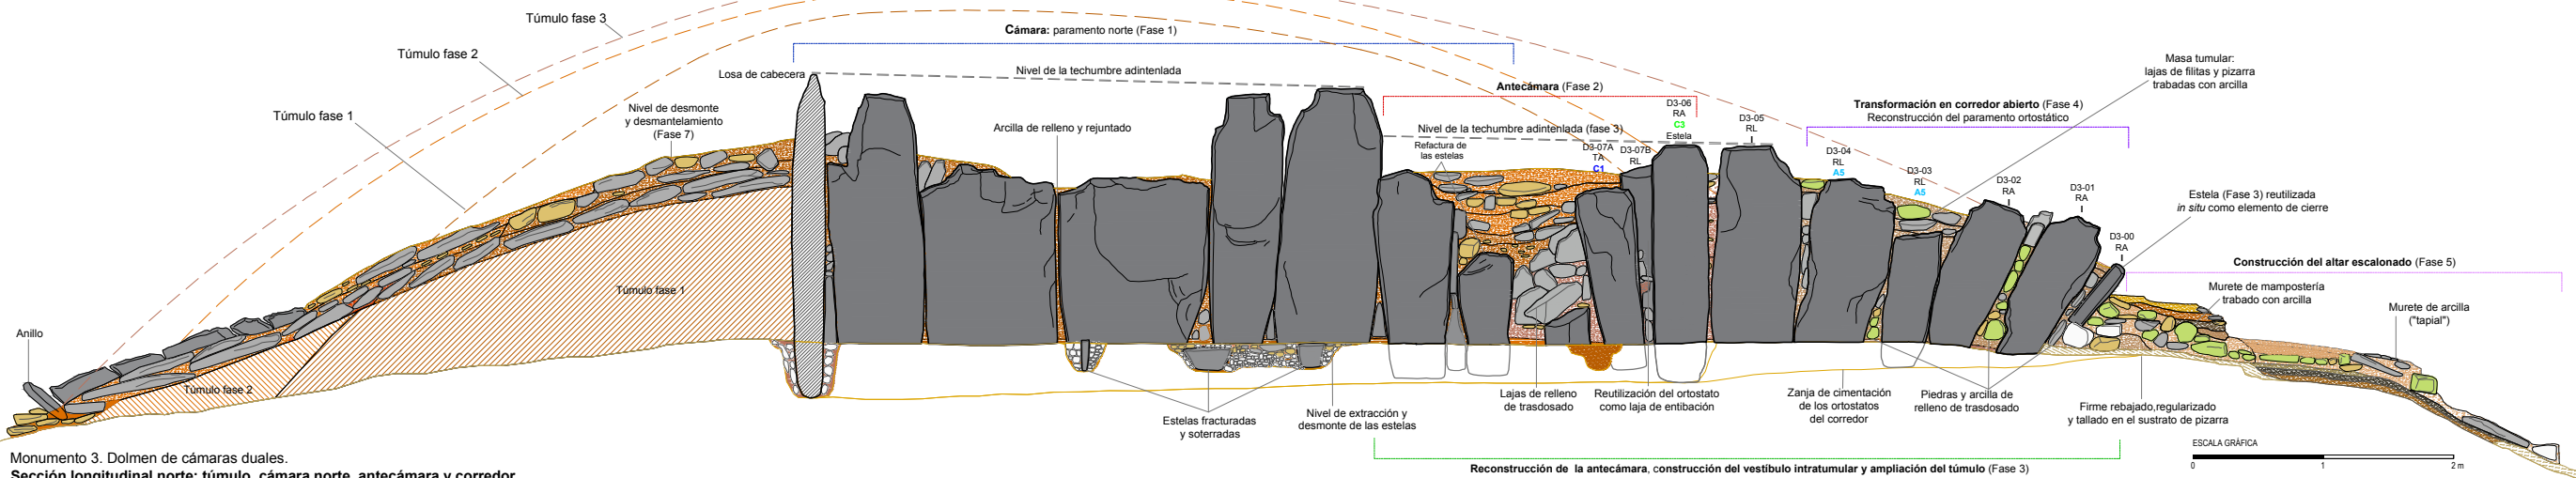 Túmulo fase 3
Túmulo fase 2
Túmulo fase 1
Cámara: paramento norte (Fase 1)
Losa de cabecera
Nivel de la techumbre adintenlada
Nivel de desmonte
y desmantelamiento
(Fase 7)
Arcilla de relleno y rejuntado
Antecámara (Fase 2)
Nivel de la techumbre adintenlada (fase 3)
Refactura de
las estelas
D3-07A
TA
C1
D3-07B
RL
D3-06
RA
C3
Estela
D3-05
RL
Transformación en corredor abierto (Fase 4)
Reconstrucción del paramento ortostático
D3-04
RL
A5
D3-03
RL
A5
Masa tumular:
lajas de filitas y pizarra
trabadas con arcilla
D3-02
RA
D3-01
RA
D3-00
RA
Estela (Fase 3) reutilizada
in situ como elemento de cierre
Construcción del altar escalonado (Fase 5)
Murete de mampostería
trabado con arcilla
Murete de arcilla
("tapial")
Anillo
Túmulo fase 1
Túmulo fase 2
Estelas fracturadas
y soterradas
Nivel de extracción y
desmonte de las estelas
Lajas de relleno
de trasdosado
Reutilización del ortostato
como laja de entibación
Zanja de cimentación
de los ortostatos
del corredor
Piedras y arcilla de
relleno de trasdosado
Firme rebajado,regularizado
y tallado en el sustrato de pizarra
Reconstrucción de la antecámara, construcción del vestíbulo intratumular y ampliación del túmulo (Fase 3)
ESCALA GRÁFICA
0 1 2 m
Monumento 3. Dolmen de cámaras duales.
Sección longitudinal norte: túmulo, cámara norte, antecámara y corredor